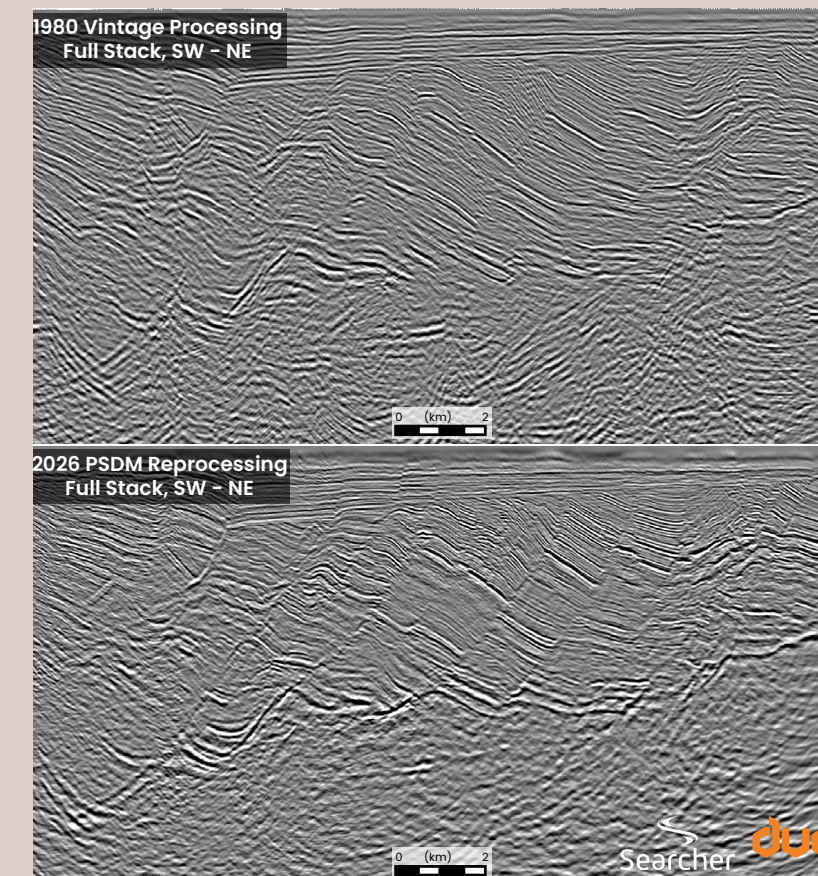 1980 Vintage Processing
Full Stack, SW - NE
0 (km) 2
2026 PSDM Reprocessing
Full Stack, SW - NE
0 (km) 2
Searcher